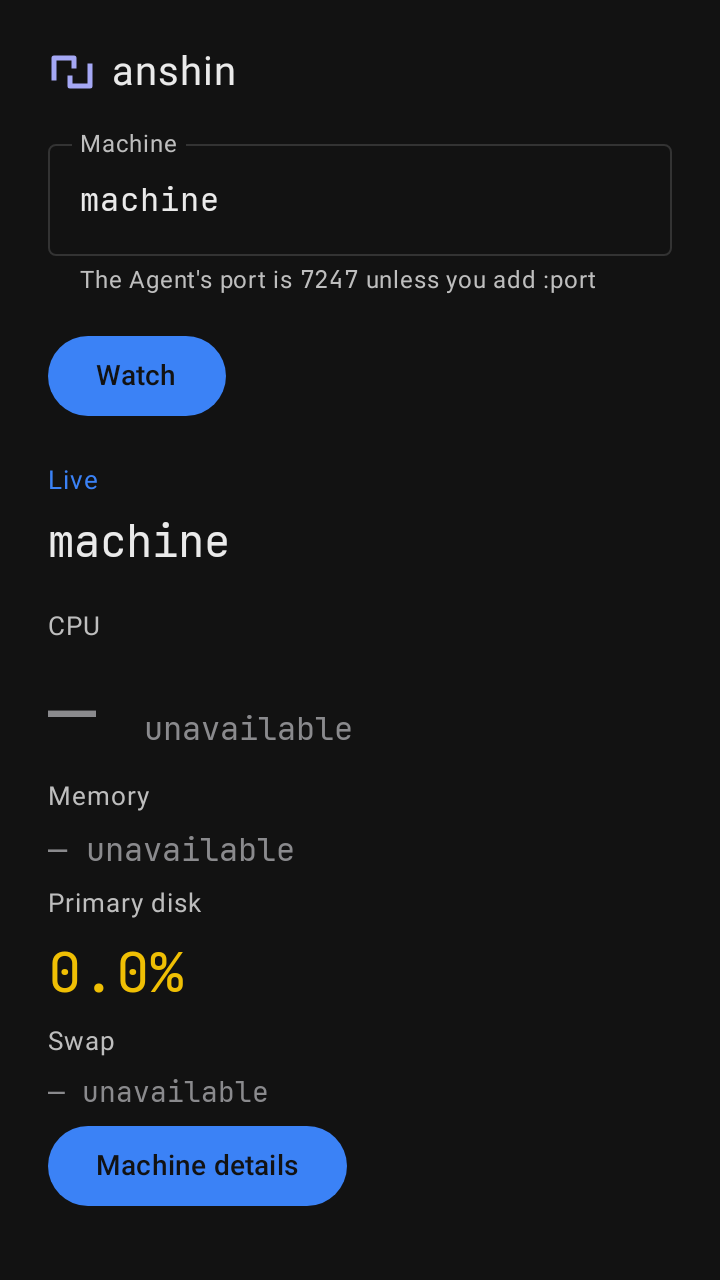 anshin
Machine
machine
The Agent's port is 7247 unless you add :port
Watch
Live
machine
CPU
— unavailable
Memory
— unavailable
Primary disk
0.0%
Swap
— unavailable
Machine details